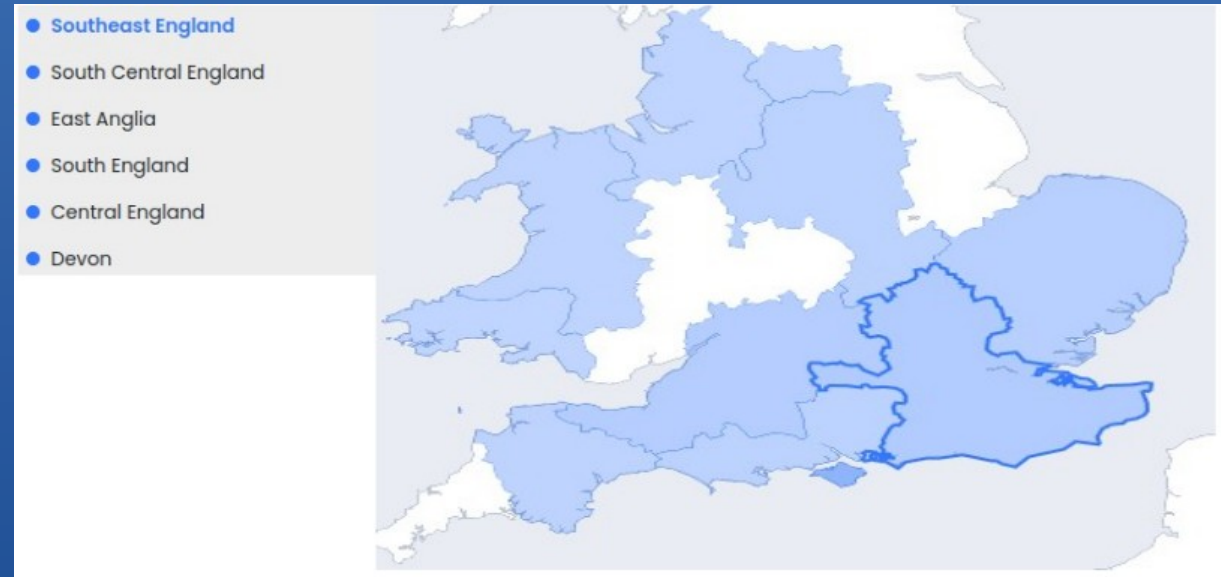 Southeast England
South Central England
East Anglia
South England
Central England
Devon